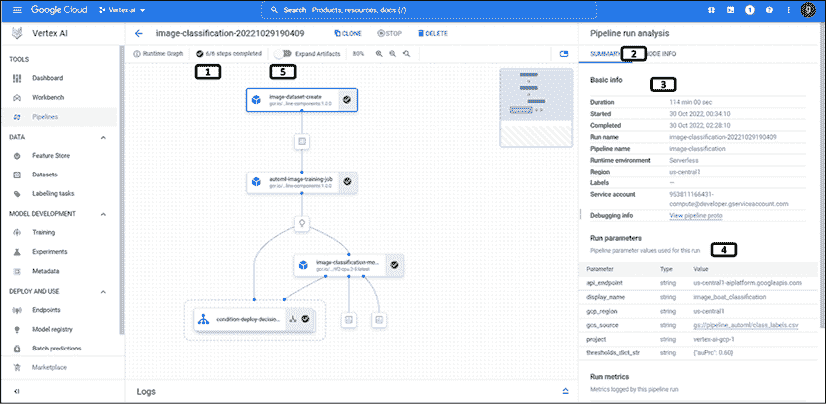 Google Cloud
Vertex ai
Search Products, resources, docs (/)
1
Vertex AI
image-classification-20221029190409
CLONE
STOP
DELETE
Pipeline run analysis
Runtime Graph
6/6 steps completed
Expand Artifacts
80%
SUMMARY
NODE INFO
1
5
2
TOOLS
Dashboard
Workbench
Pipelines
DATA
Feature Store
Datasets
Labelling tasks
MODEL DEVELOPMENT
Training
Experiments
Metadata
DEPLOY AND USE
Endpoints
Model registry
Batch predictions
Marketplace
image-dataset-create
automl-image-training-job
image-classification-me...
condition-deploy-decisio...
Logs
Basic info
3
Duration 114 min 00 sec
Started 30 Oct 2022, 00:34:10
Completed 30 Oct 2022, 02:28:10
Run name image-classification-20221029190409
Pipeline name image-classification
Runtime environment Serverless
Region us-central1
Labels —
Service account 953811166431-
compute@developer.gserviceaccount.com
Debugging info View pipeline proto
Run parameters
Pipeline parameter values used for this run
4
Parameter Type Value
api_endpoint string us-central1-aiplatform.googleapis.com
display_name string image_boat_classification
gcp_region string us-central1
gcs_source string gs://pipeline_automl/class_labels.csv
project string vertex-ai-gcp-1
thresholds_dict_str string {"auPrc": 0.60}
Run metrics
Metrics logged by this pipeline run